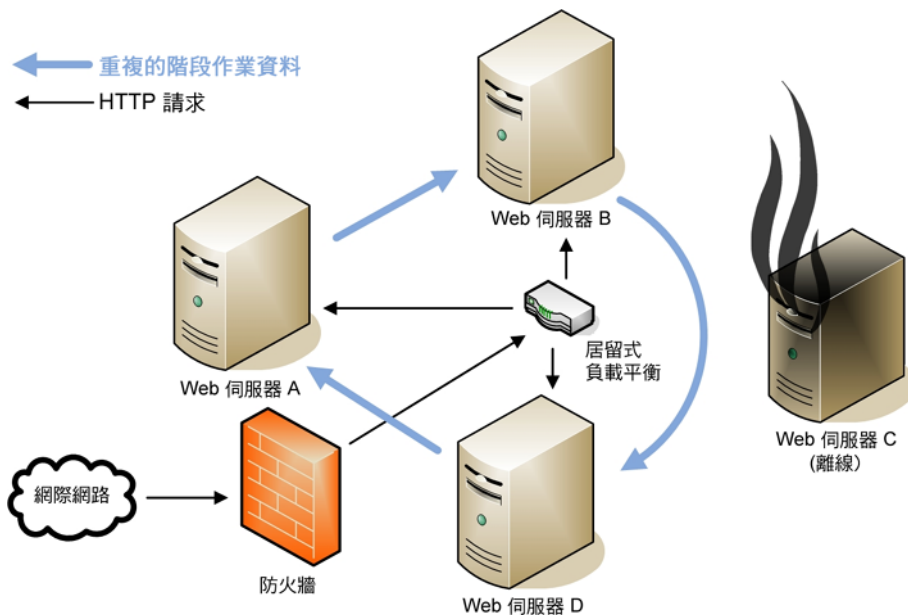 重複的階段作業資料
HTTP 請求
Web 伺服器 B
Web 伺服器 A
居留式
負載平衡
Web 伺服器 C
(離線)
網際網路
防火牆
Web 伺服器 D